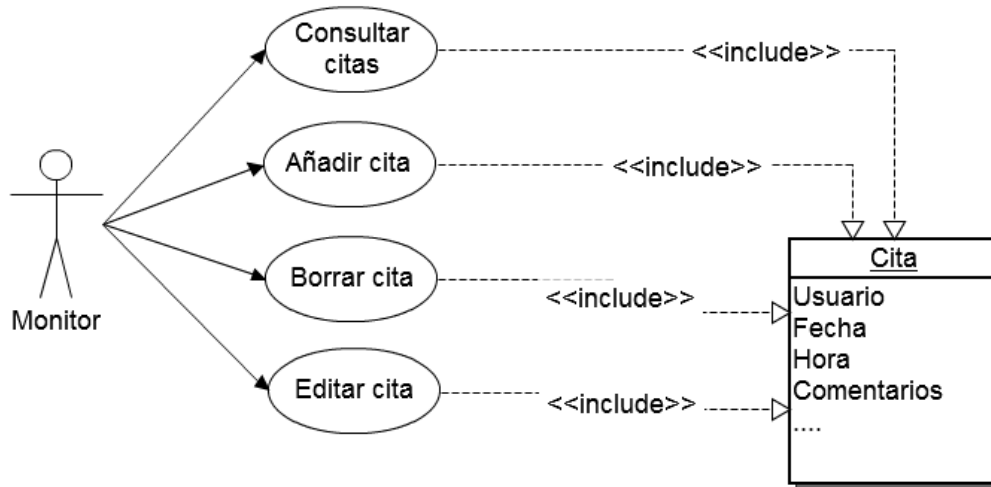 Consultar
citas
<<include>>
Añadir cita
<<include>>
Cita
Borrar cita
<<include>>
Usuario
Fecha
Hora
Comentarios
....
Monitor
Editar cita
<<include>>